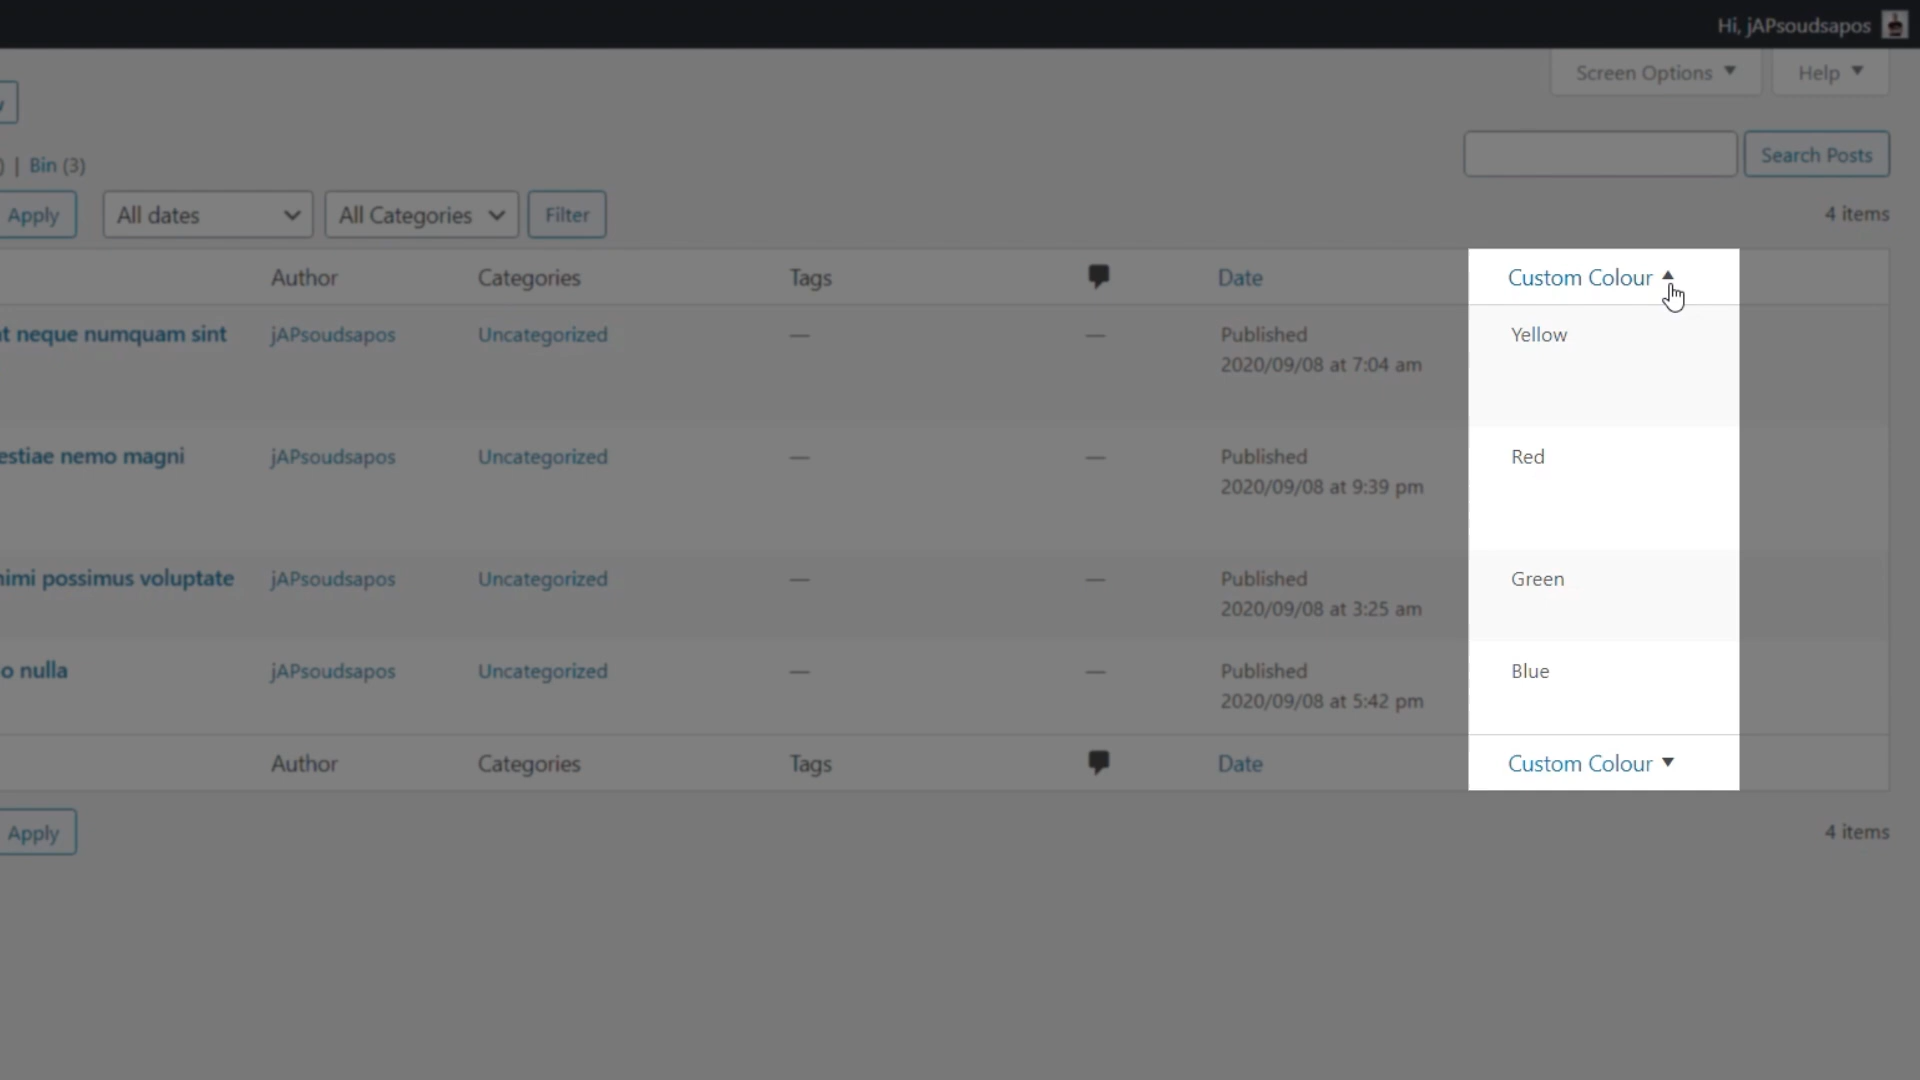 Hi, jAPsoudsapos
Screen Options Help
| Bin (3)
Search Posts
Apply All dates All Categories Filter 4 items
Author Categories Tags Date Custom Colour
neque numquam sint jAPsoudsapos Uncategorized — — Published Yellow
2020/09/08 at 7:04 am
nemo magni jAPsoudsapos Uncategorized — — Published Red
2020/09/08 at 9:39 pm
possimus voluptate jAPsoudsapos Uncategorized — — Published Green
2020/09/08 at 3:25 am
nulla jAPsoudsapos Uncategorized — — Published Blue
2020/09/08 at 5:42 pm
Author Categories Tags Date Custom Colour
Apply 4 items